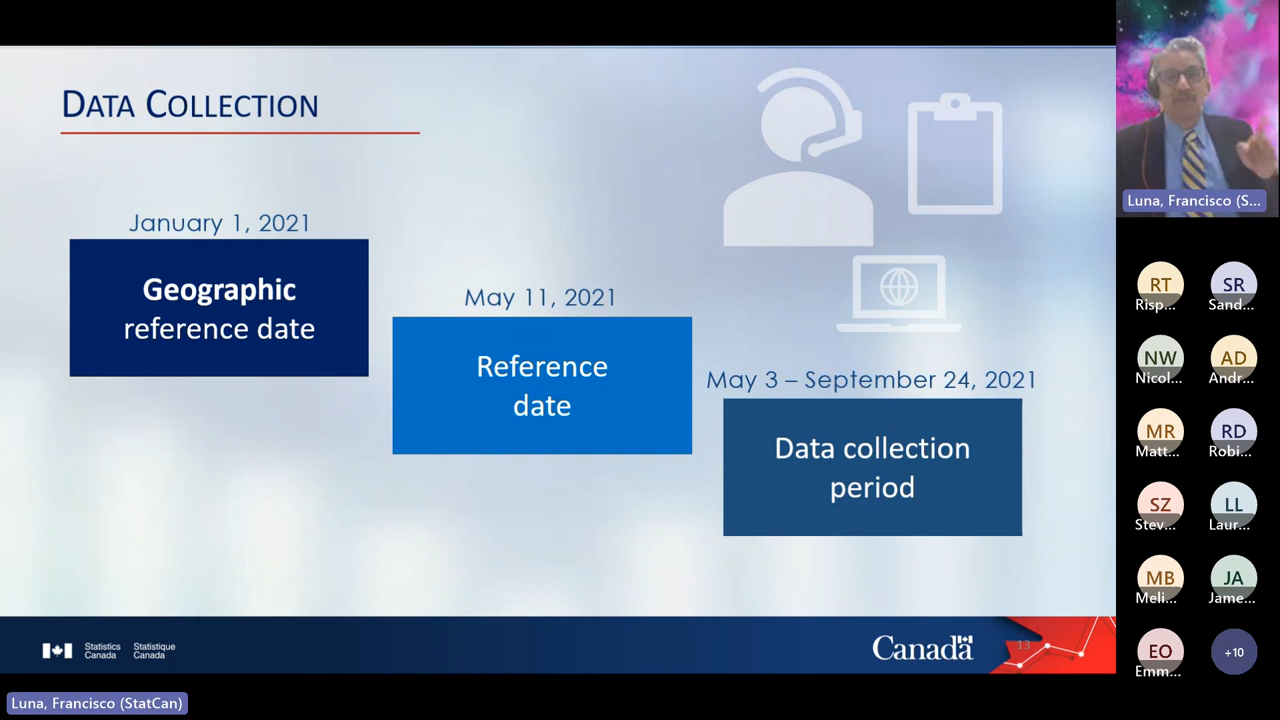 DATA COLLECTION
January 1, 2021
Geographic
reference date
May 11, 2021
Reference
date
May 3 – September 24, 2021
Data collection
period
Statistics
Canada
Statistique
Canada
Canada
13
Luna, Francisco (StatCan)
Luna, Francisco (S...
RT
Risp...
SR
Sand...
NW
Nicol...
AD
Andr...
MR
Matt...
RD
Robi...
SZ
Stev...
LL
Laur...
MB
Meli...
JA
Jame...
EO
Emm...
+10